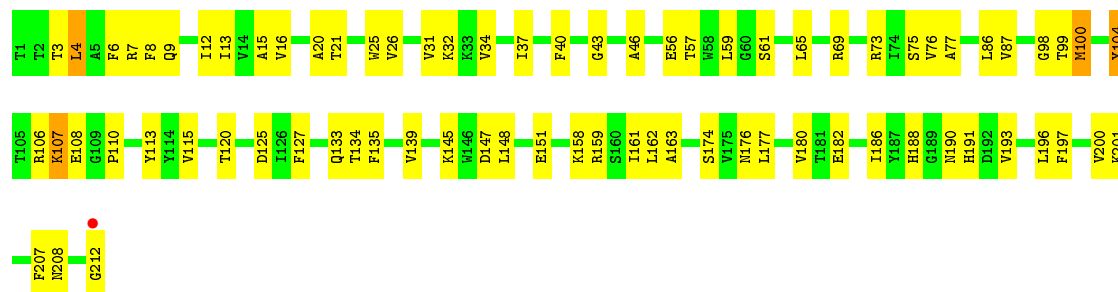 T1 T2 T3 L4 A5 F6 R7 F8 Q9 I12 I13 V14 A15 V16 A20 T21 W25 V26 V31 K32 K33 V34 I37 F40 G43 A46 E56 T57 W58 L59 G60 S61 L65 R69 R73 I74 S75 V76 A77 L86 V87 G98 T99 M100 Y104
T105 R106 K107 E108 G109 P110 Y113 Y114 V115 T120 D125 I126 F127 Q133 T134 F135 V139 K145 W146 D147 L148 E151 K158 R159 S160 I161 L162 A163 S174 V175 N176 L177 V180 T181 E182 I186 Y187 H188 G189 N190 H191 D192 V193 L196 F197 V200 K201
F207 N208 G212